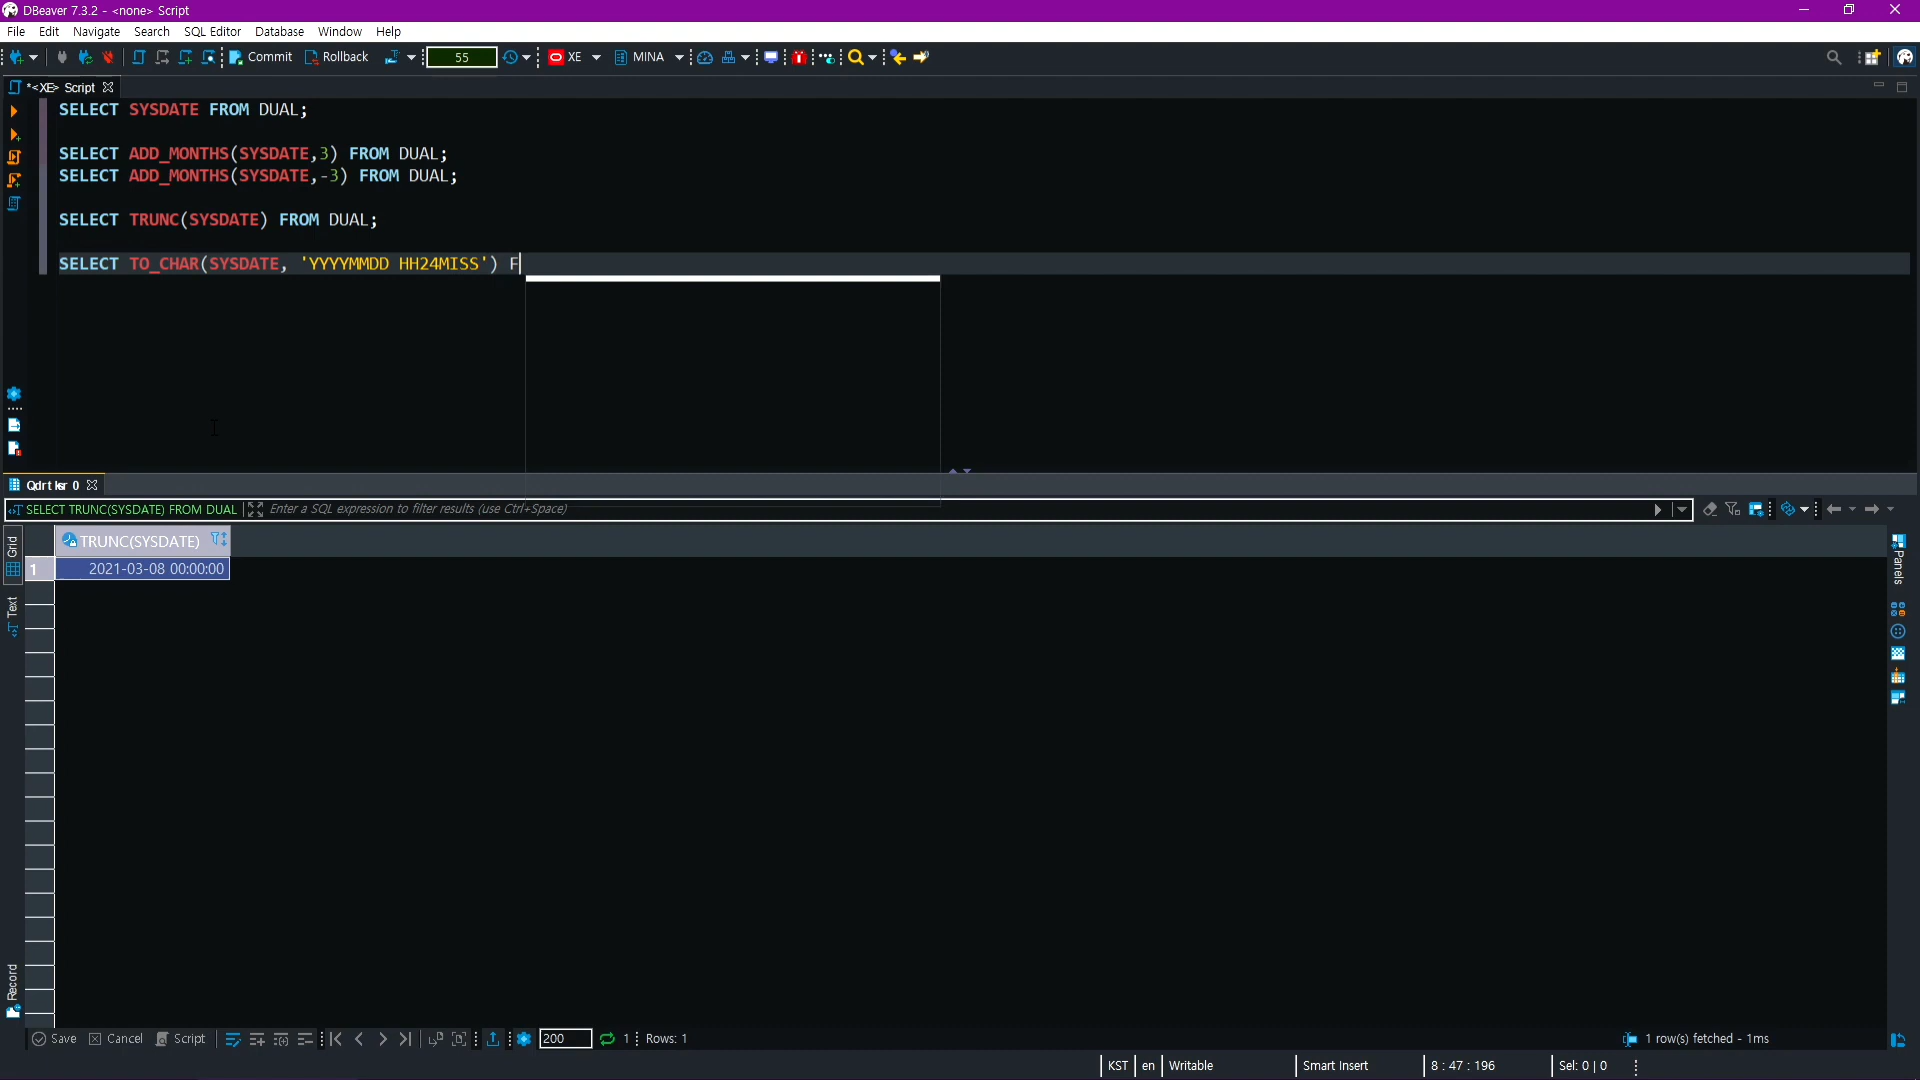 DBeaver 7.3.2 - <none> Script
File Edit Navigate Search SQL Editor Database Window Help
Commit Rollback 55 XE MINA
*<XE> Script
SELECT SYSDATE FROM DUAL;
SELECT ADD_MONTHS(SYSDATE,3) FROM DUAL;
SELECT ADD_MONTHS(SYSDATE,-3) FROM DUAL;
SELECT TRUNC(SYSDATE) FROM DUAL;
SELECT TO_CHAR(SYSDATE, 'YYYYMMDD HH24MISS') F
0
SELECT TRUNC(SYSDATE) FROM DUAL Enter a SQL expression to filter results (use Ctrl+Space)
Grid
TRUNC(SYSDATE)
1 2021-03-08 00:00:00
Panels
Text
Record
Save Cancel Script 200 1 Rows: 1 1 row(s) fetched - 1ms
KST en Writable Smart Insert 8 : 47 : 196 Sel: 0 | 0